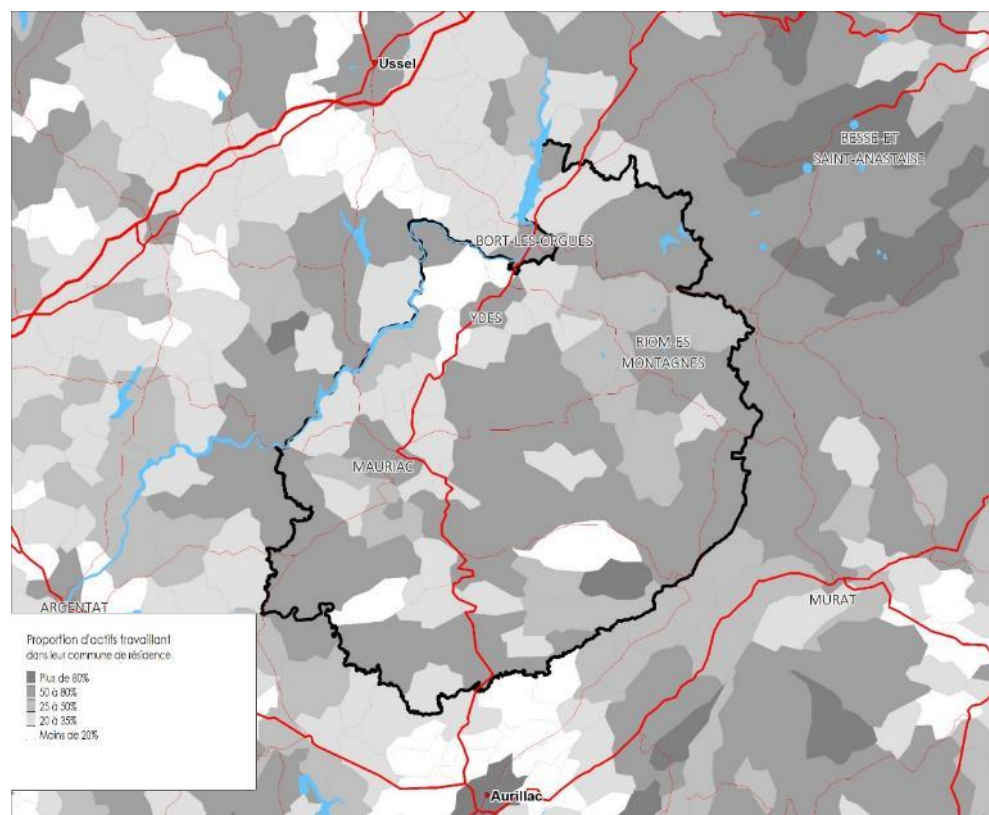 Ussel
BESSE-ET
SAINT-ANASTAISE
BORT-LES-ORGUES
YDES
RIOM-ES
MONTAGNES
MAURIAC
ARGENTAT
MURAT
Proportion d'actifs travaillant
dans leur commune de résidence
Plus de 80%
50 à 80%
25 à 50%
20 à 35%
Moins de 20%
Aurillac